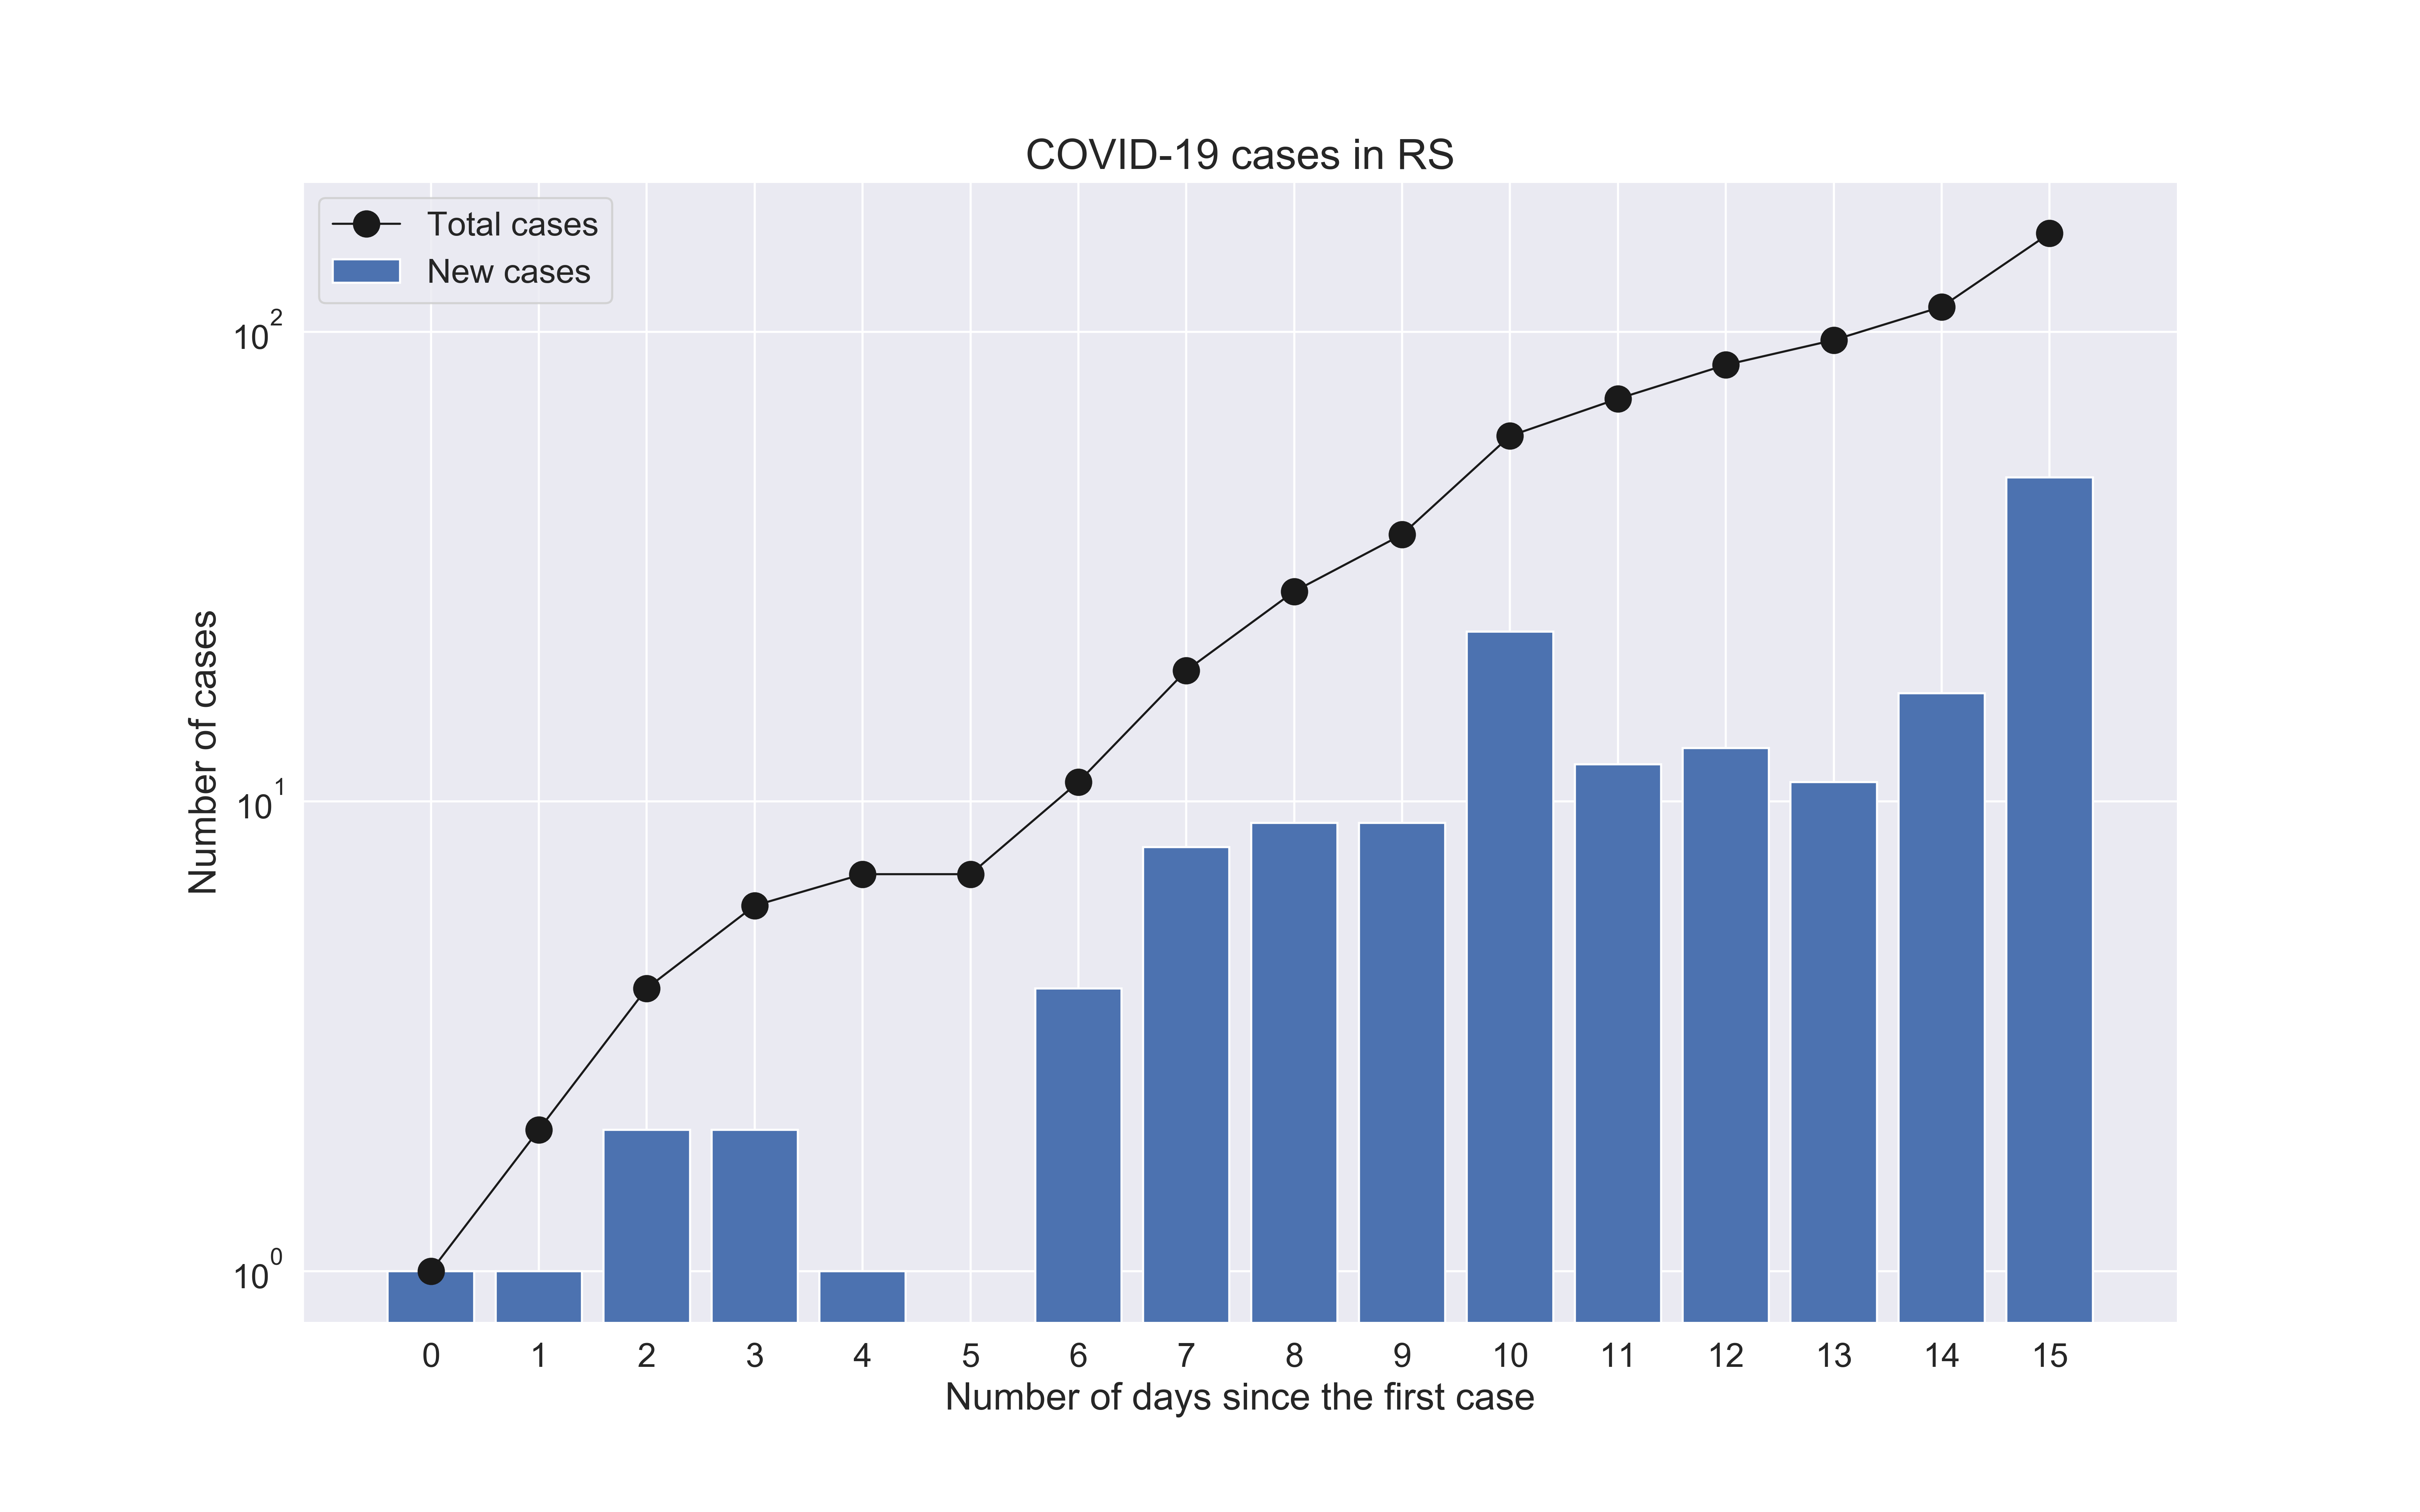 COVID-19 cases in RS
Total cases
New cases
10²
10¹
10⁰
Number of cases
0 1 2 3 4 5 6 7 8 9 10 11 12 13 14 15
Number of days since the first case